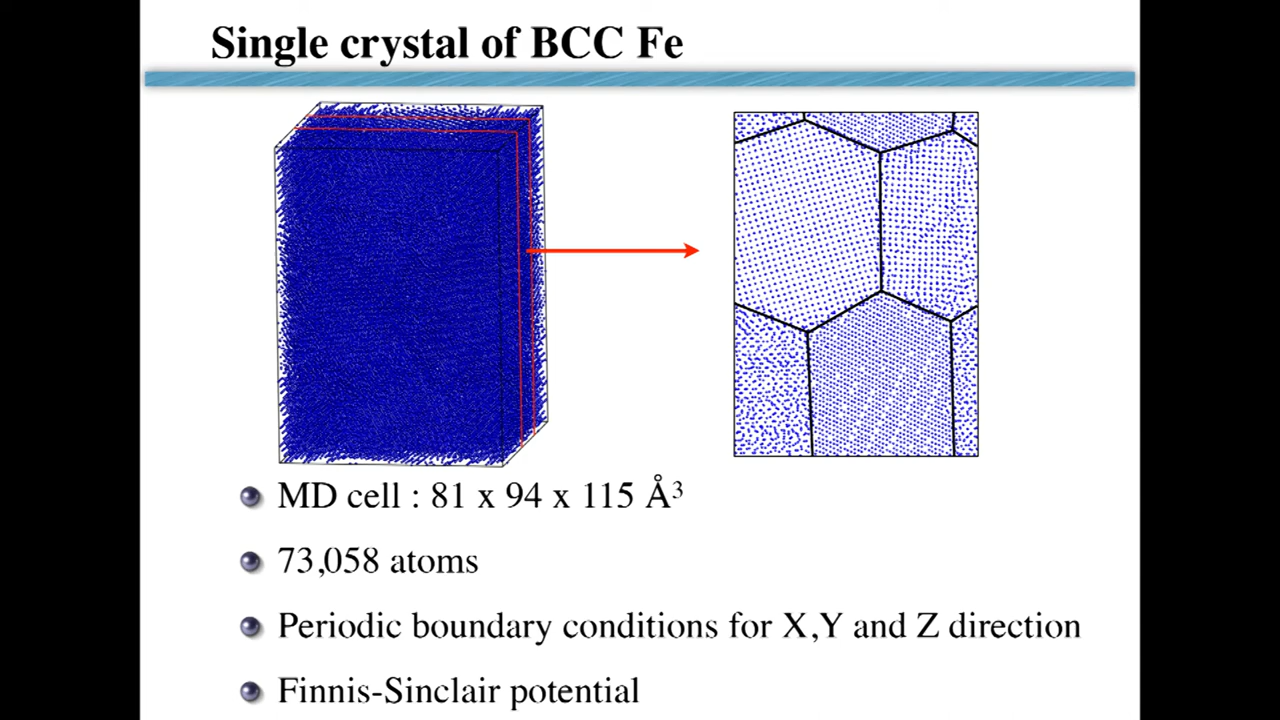 Single crystal of BCC Fe
MD cell : 81 x 94 x 115 Å³
73,058 atoms
Periodic boundary conditions for X,Y and Z direction
Finnis-Sinclair potential